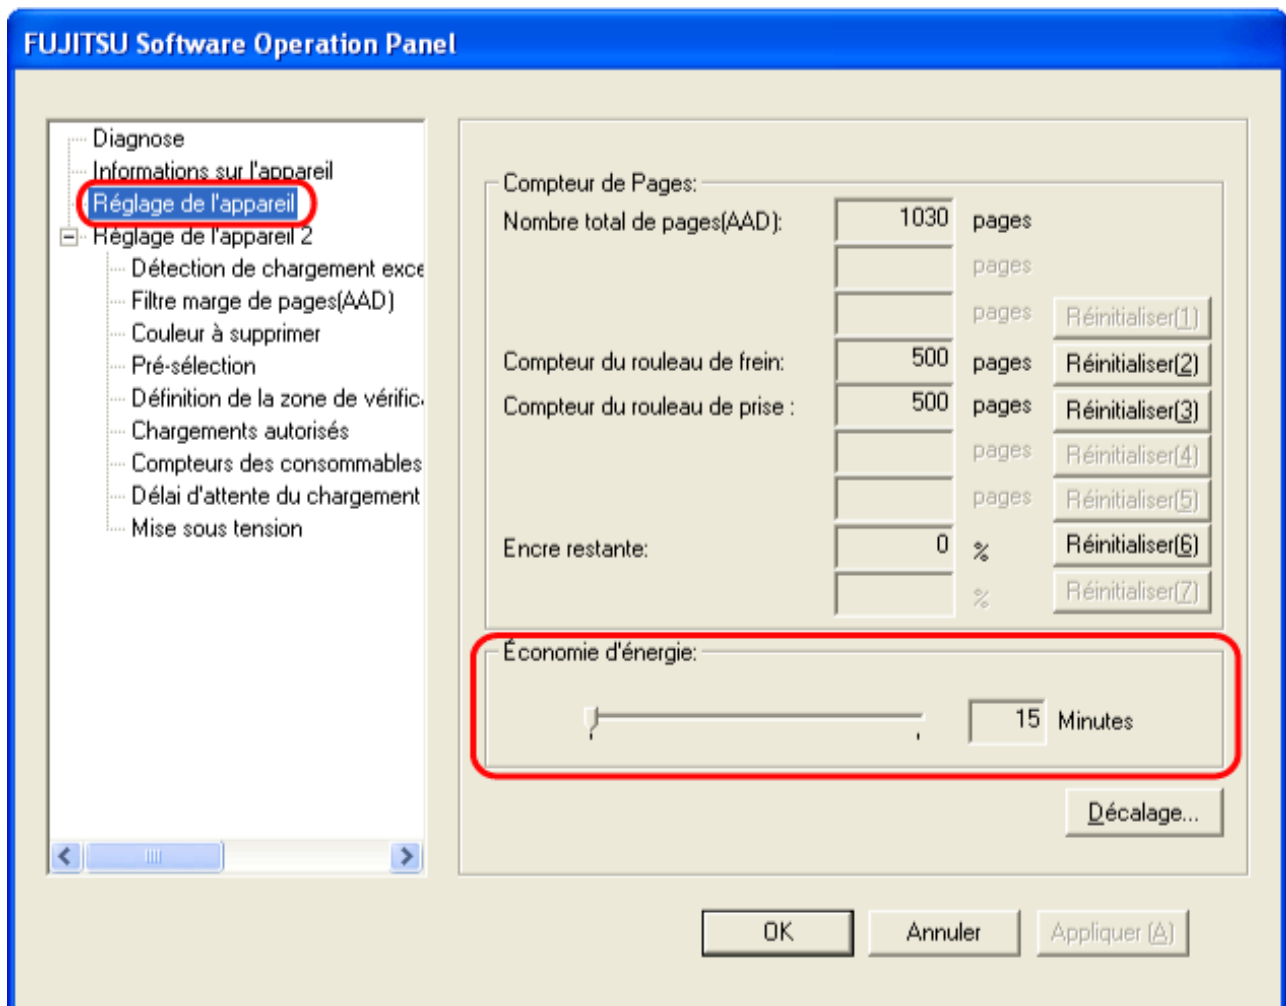 FUJITSU Software Operation Panel
Diagnose
Informations sur l'appareil
Réglage de l'appareil
Réglage de l'appareil 2
Détection de chargement exce
Filtre marge de pages(AAD)
Couleur à supprimer
Pré-sélection
Définition de la zone de vérific
Chargements autorisés
Compteurs des consommables
Délai d'attente du chargement
Mise sous tension
Compteur de Pages:
Nombre total de pages(AAD): 1030 pages
pages
pages Réinitialiser(1)
Compteur du rouleau de frein: 500 pages Réinitialiser(2)
Compteur du rouleau de prise : 500 pages Réinitialiser(3)
pages Réinitialiser(4)
pages Réinitialiser(5)
Encre restante: 0 % Réinitialiser(6)
% Réinitialiser(7)
Économie d'énergie:
15 Minutes
Décalage...
OK Annuler Appliquer (A)